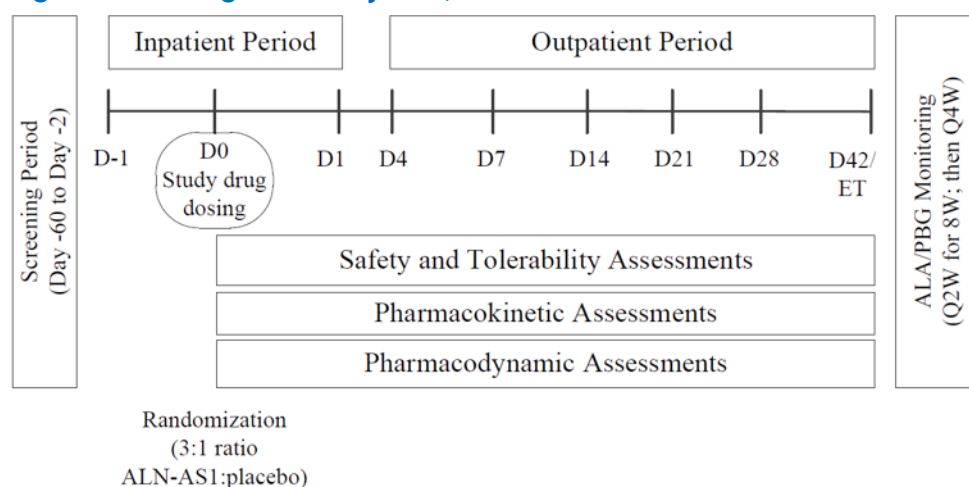 Inpatient Period
Outpatient Period
Screening Period
(Day -60 to Day -2)
D-1
D0
Study drug
dosing
D1
D4
D7
D14
D21
D28
D42/
ET
Safety and Tolerability Assessments
Pharmacokinetic Assessments
Pharmacodynamic Assessments
ALA/PBG Monitoring
(Q2W for 8W; then Q4W)
Randomization
(3:1 ratio
ALN-AS1:placebo)